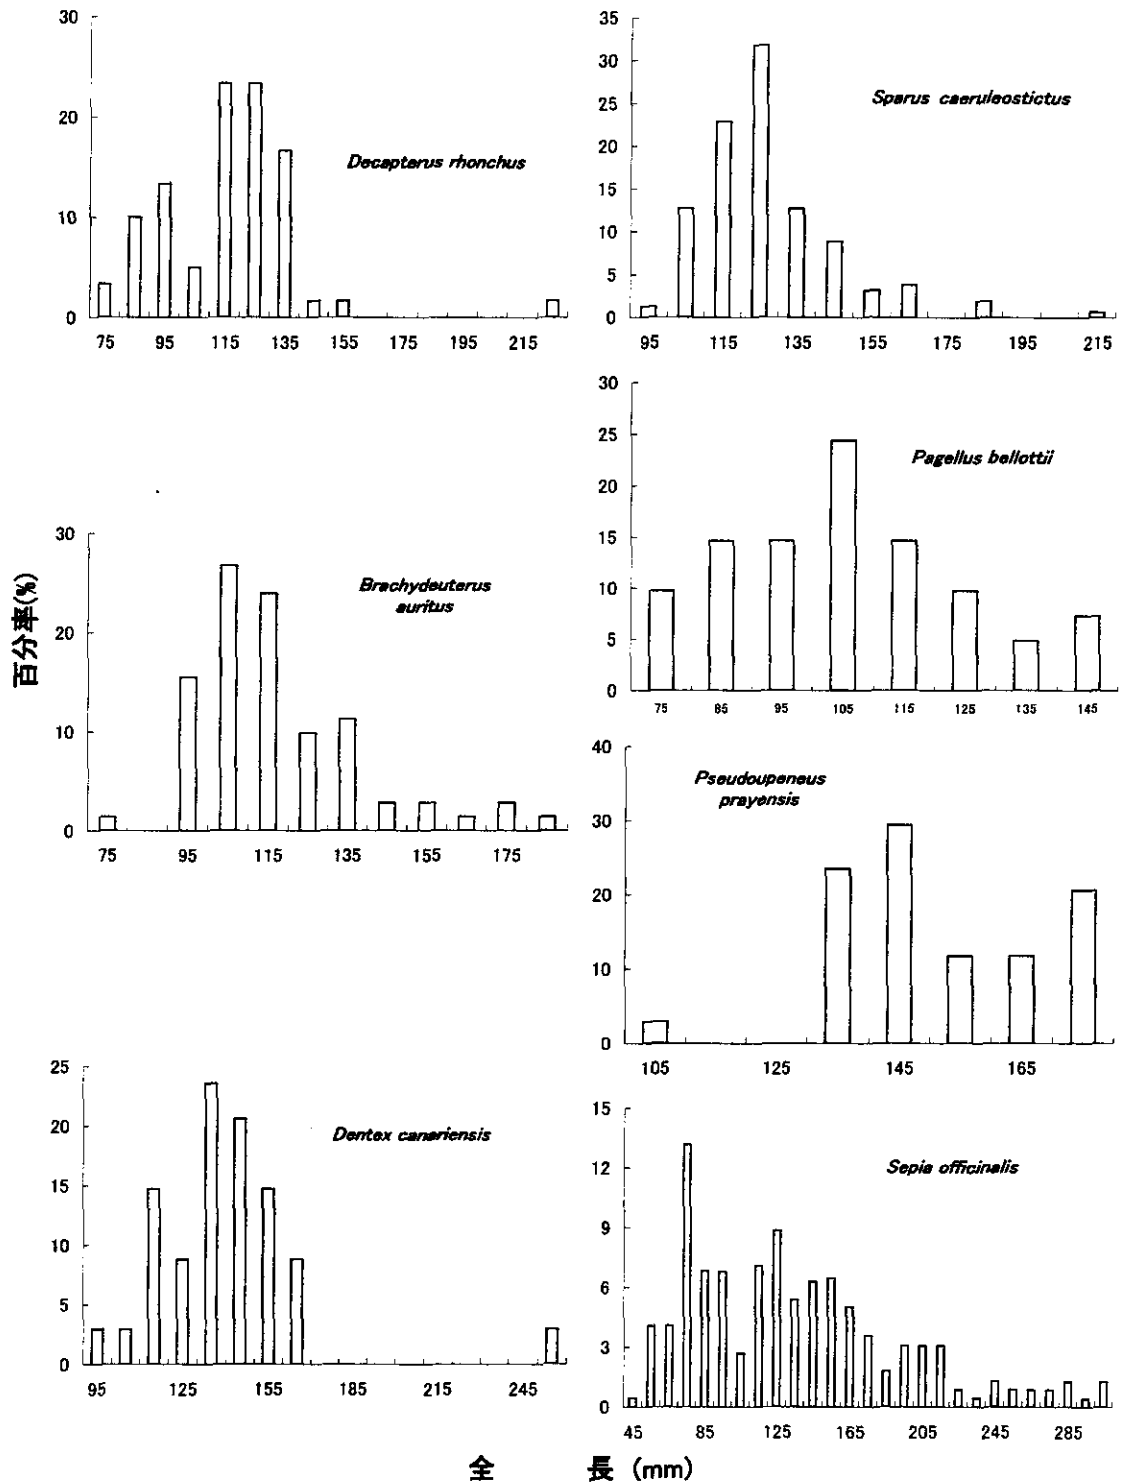 30
20
10
0
75 95 115 135 155 175 195 215
Decapterus rhonchus
35
30
25
20
15
10
5
0
95 115 135 155 175 195 215
Sparus caeruleostictus
30
20
10
0
75 95 115 135 155 175
Brachydeuterus
auritus
30
25
20
15
10
5
0
75 85 95 105 115 125 135 145
Pagellus bellottii
40
30
20
10
0
105 125 145 165
Pseudoupeneus
prayensis
25
20
15
10
5
0
95 125 155 185 215 245
Dentex canariensis
15
12
9
6
3
0
45 85 125 165 205 245 285
Sepia officinalis
百分率(%)
全 長 (mm)